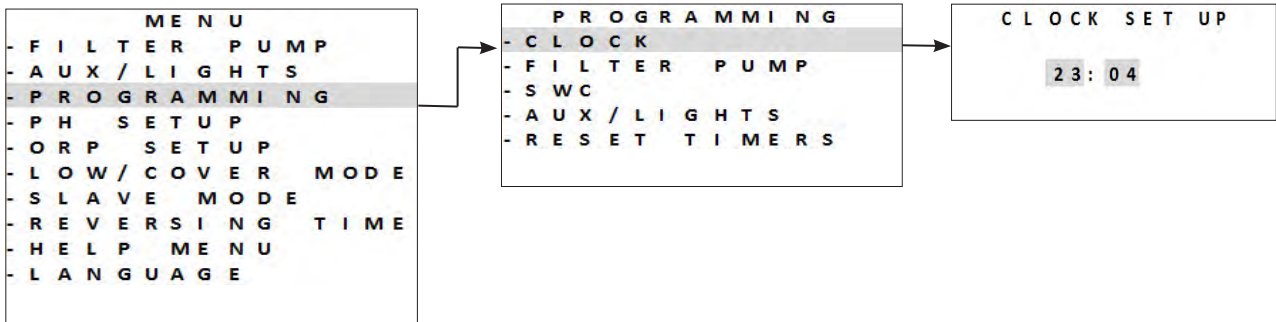 MENU
- FILTER PUMP
- AUX/LIGHTS
- PROGRAMMING
- PH SETUP
- ORP SETUP
- LOW/COVER MODE
- SLAVE MODE
- REVERSING TIME
- HELP MENU
- LANGUAGE
PROGRAMMING
- CLOCK
- FILTER PUMP
- SWC
- AUX/LIGHTS
- RESET TIMERS
CLOCK SET UP
23: 04